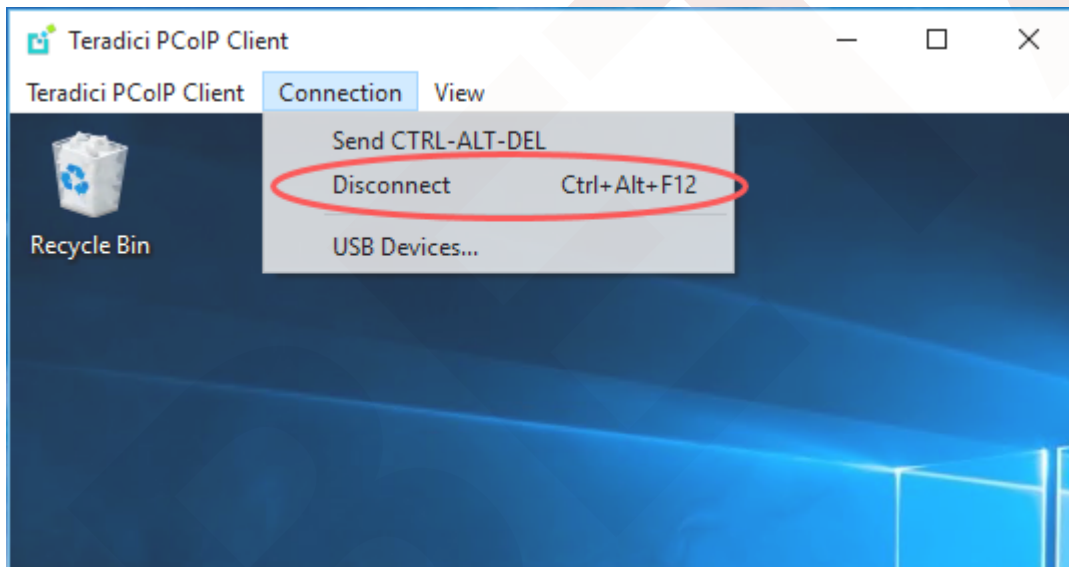 Teradici PCoIP Client
Teradici PCoIP Client Connection View
Send CTRL-ALT-DEL
Disconnect Ctrl+Alt+F12
USB Devices...
Recycle Bin